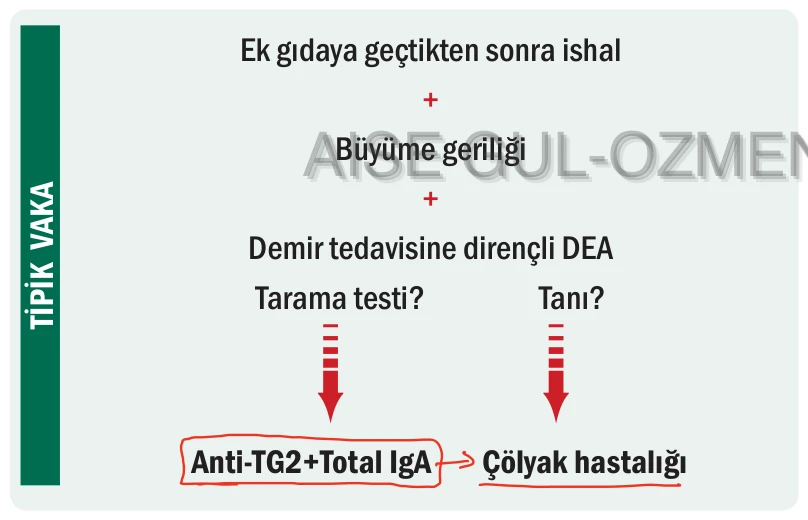 TİPİK VAKA
Ek gıdaya geçtikten sonra ishal
+
AISE GUL-OZMEN
Büyüme geriliği
+
Demir tedavisine dirençli DEA
Tarama testi? Tanı?
Anti-TG2+Total IgA Çölyak hastalığı